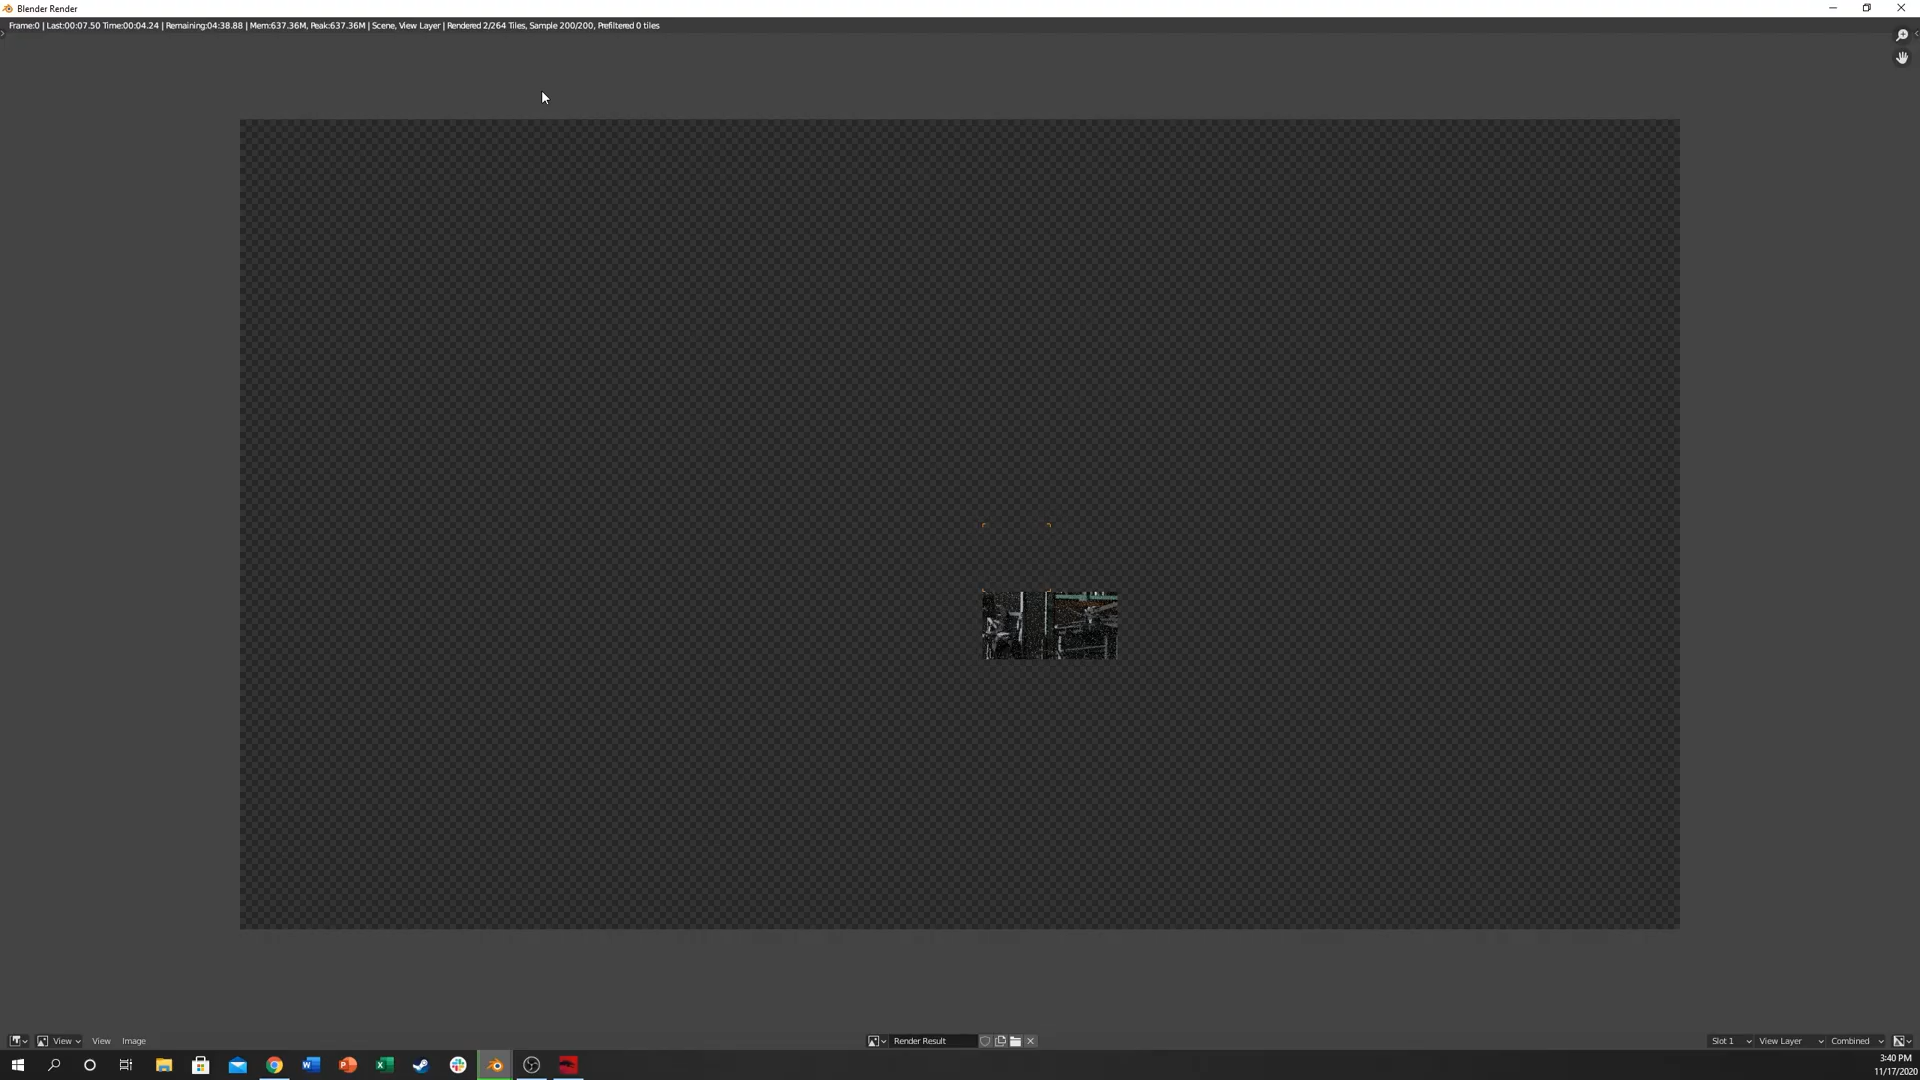 Blender Render
Frame:0 | Last:00:07.50 Time:00:04.24 | Remaining:04:38.88 | Mem:637.36M, Peak:637.36M | Scene, View Layer | Rendered 2/264 Tiles, Sample 200/200, Prefiltered 0 tiles
View View Image Render Result Slot 1 View Layer Combined
3:40 PM
11/17/2020